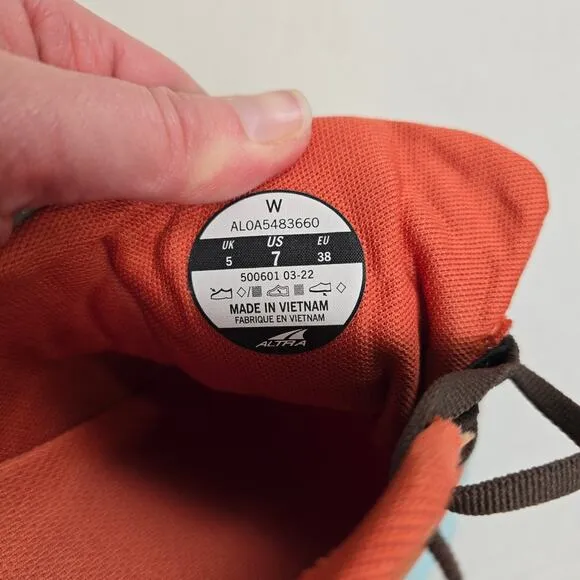 W
AL0A5483660
UK US EU
5 7 38
500601 03-22
MADE IN VIETNAM
FABRIQUE EN VIETNAM
ALTRA